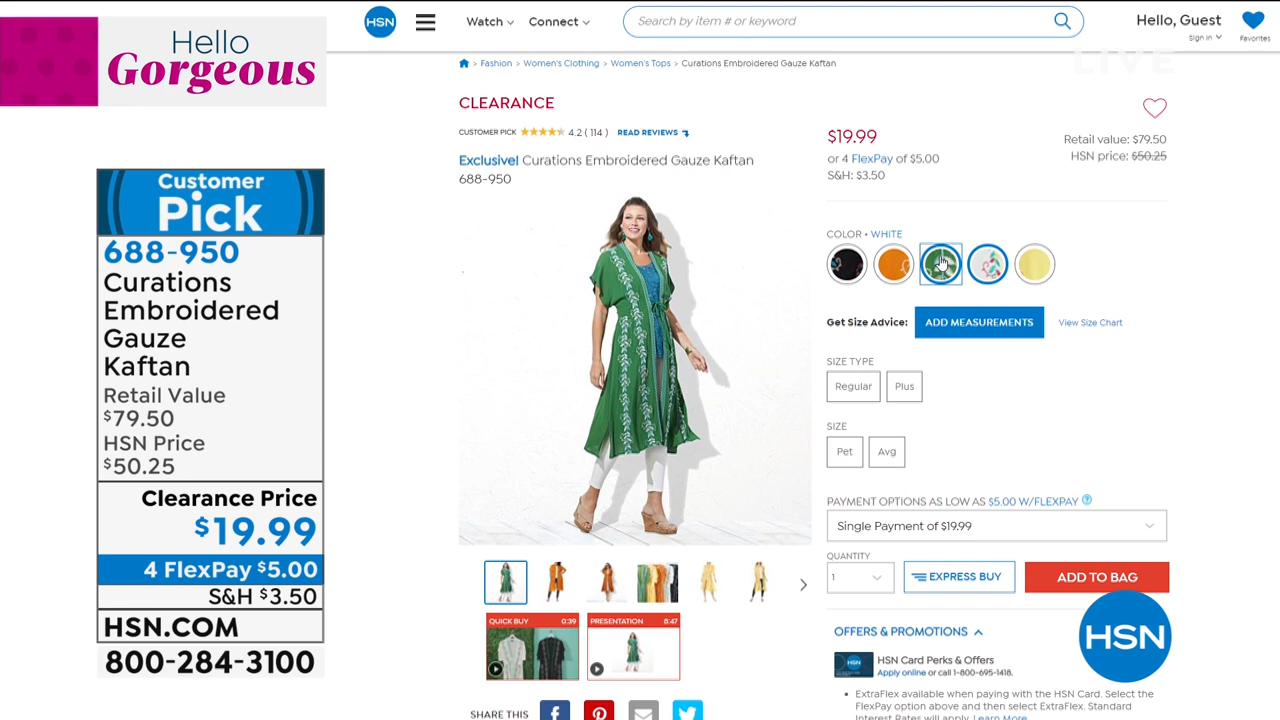 Hello
Gorgeous
Customer
Pick
688-950
Curations
Embroidered
Gauze
Kaftan
Retail Value
$79.50
HSN Price
$50.25
Clearance Price
$19.99
4 FlexPay $5.00
S&H $3.50
HSN.COM
800-284-3100
HSN
Watch
Connect
Search by item # or keyword
Hello, Guest
Sign In
Favorites
LIVE
> Fashion > Women's Clothing > Women's Tops > Curations Embroidered Gauze Kaftan
CLEARANCE
CUSTOMER PICK 4.2 ( 114 ) READ REVIEWS
Exclusive! Curations Embroidered Gauze Kaftan
688-950
$19.99
or 4 FlexPay of $5.00
S&H: $3.50
Retail value: $79.50
HSN price: $50.25
COLOR • WHITE
Get Size Advice: ADD MEASUREMENTS View Size Chart
SIZE TYPE
Regular Plus
SIZE
Pet Avg
PAYMENT OPTIONS AS LOW AS $5.00 W/FLEXPAY ?
Single Payment of $19.99
QUANTITY
1
EXPRESS BUY
ADD TO BAG
QUICK BUY 0:39
PRESENTATION 8:47
OFFERS & PROMOTIONS
HSN
HSN
HSN Card Perks & Offers
Apply online or call 1-800-695-1418.
• ExtraFlex available when paying with the HSN Card. Select the
FlexPay option above and then select ExtraFlex. Standard
Interest Rates will apply. Learn More
SHARE THIS